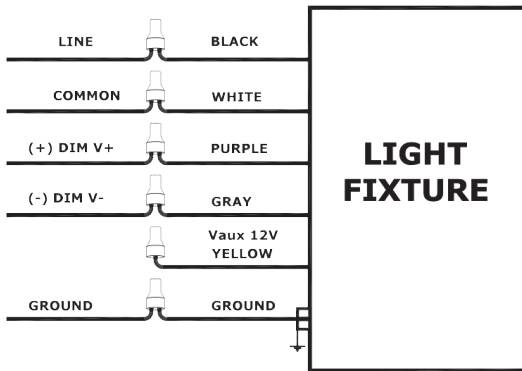 LINE BLACK
COMMON WHITE
(+) DIM V+ PURPLE
(-) DIM V- GRAY
Vaux 12V
YELLOW
GROUND GROUND
LIGHT
FIXTURE